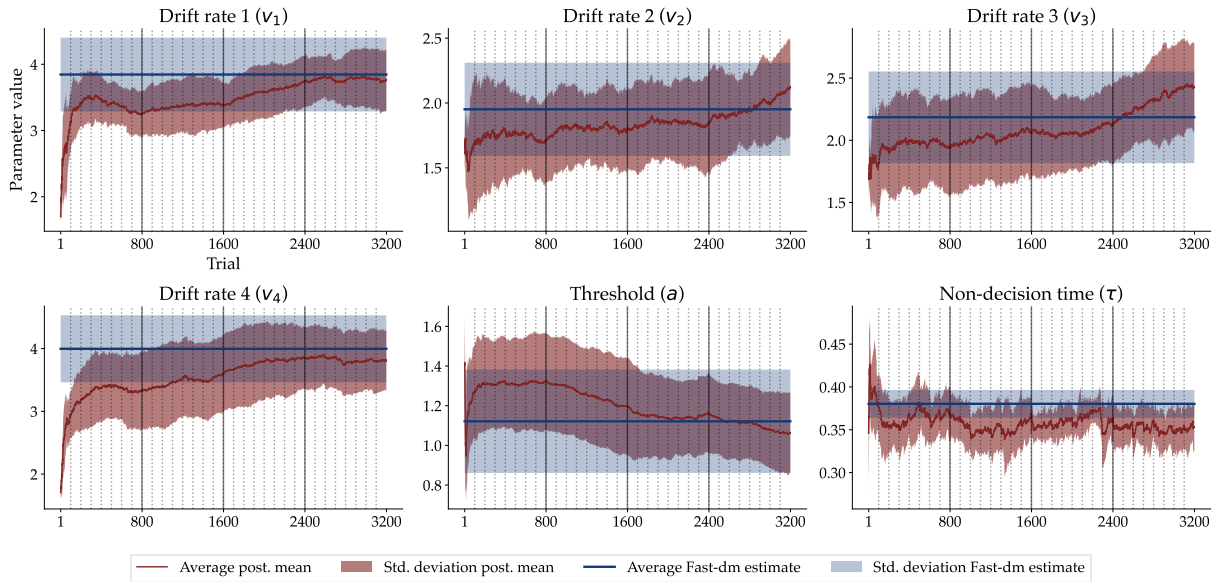 Drift rate 1 (v₁)
Drift rate 2 (v₂)
Drift rate 3 (v₃)
Parameter value
4
3
2
1 800 1600 2400 3200
Trial
2.5
2.0
1.5
1 800 1600 2400 3200
2.5
2.0
1.5
1 800 1600 2400 3200
Drift rate 4 (v₄)
Threshold (a)
Non-decision time (τ)
4
3
2
1 800 1600 2400 3200
1.6
1.4
1.2
1.0
0.8
1 800 1600 2400 3200
0.45
0.40
0.35
0.30
1 800 1600 2400 3200
Average post. mean
Std. deviation post. mean
Average Fast-dm estimate
Std. deviation Fast-dm estimate